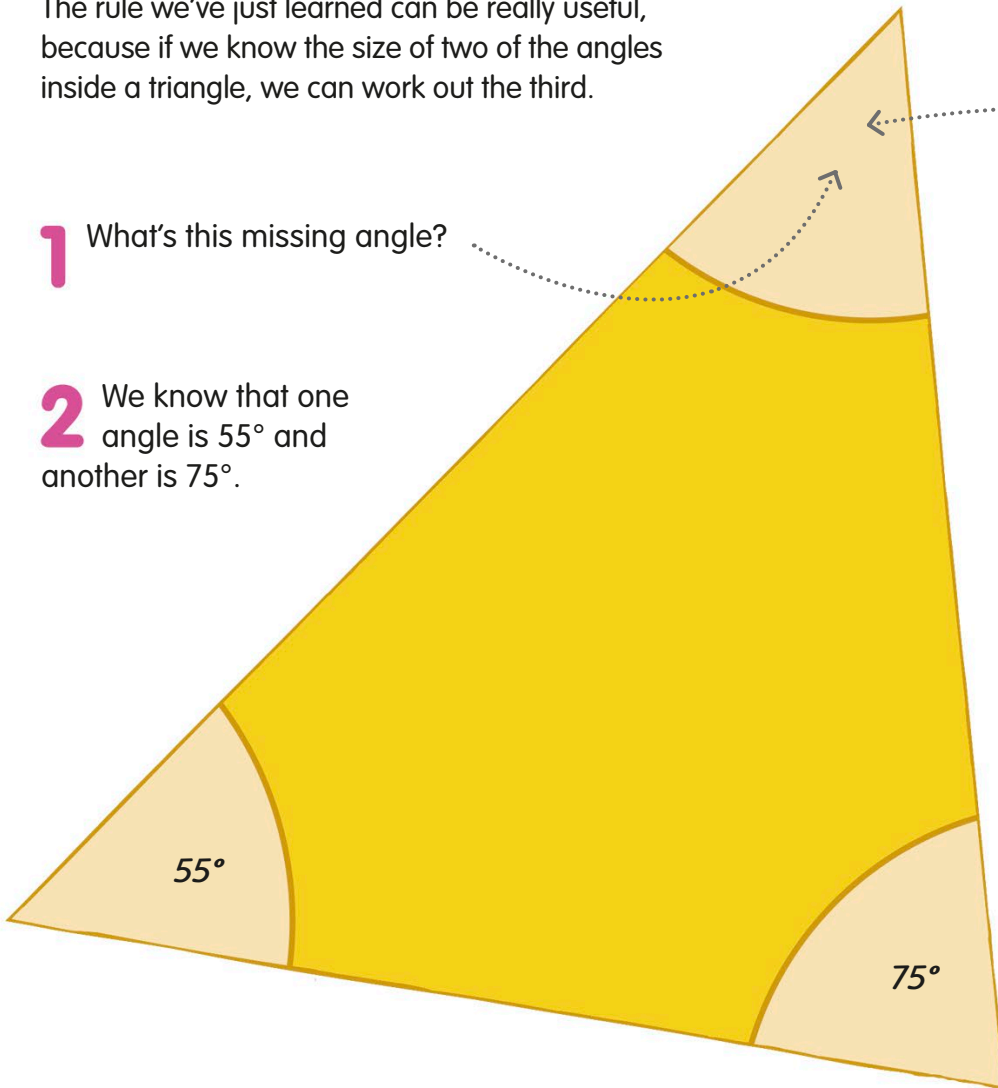 The rule we've just learned can be really useful,
because if we know the size of two of the angles
inside a triangle, we can work out the third.
1 What's this missing angle?
2 We know that one
angle is 55° and
another is 75°.
55°
75°